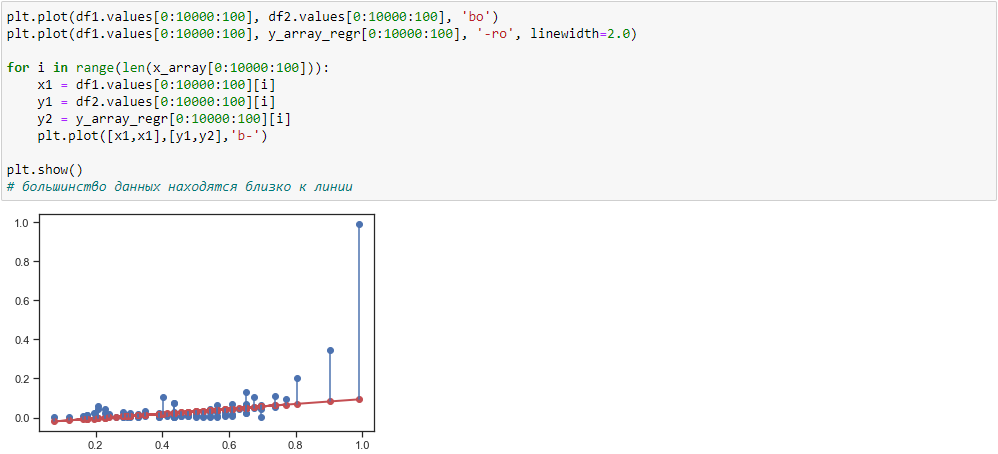 plt.plot(df1.values[0:10000:100], df2.values[0:10000:100], 'bo')
plt.plot(df1.values[0:10000:100], y_array_regr[0:10000:100], '-ro', linewidth=2.0)
for i in range(len(x_array[0:10000:100])):
    x1 = df1.values[0:10000:100][i]
    y1 = df2.values[0:10000:100][i]
    y2 = y_array_regr[0:10000:100][i]
    plt.plot([x1,x1],[y1,y2],'b-')
plt.show()
# большинство данных находятся близко к линии
1.0
0.8
0.6
0.4
0.2
0.0
0.2 0.4 0.6 0.8 1.0